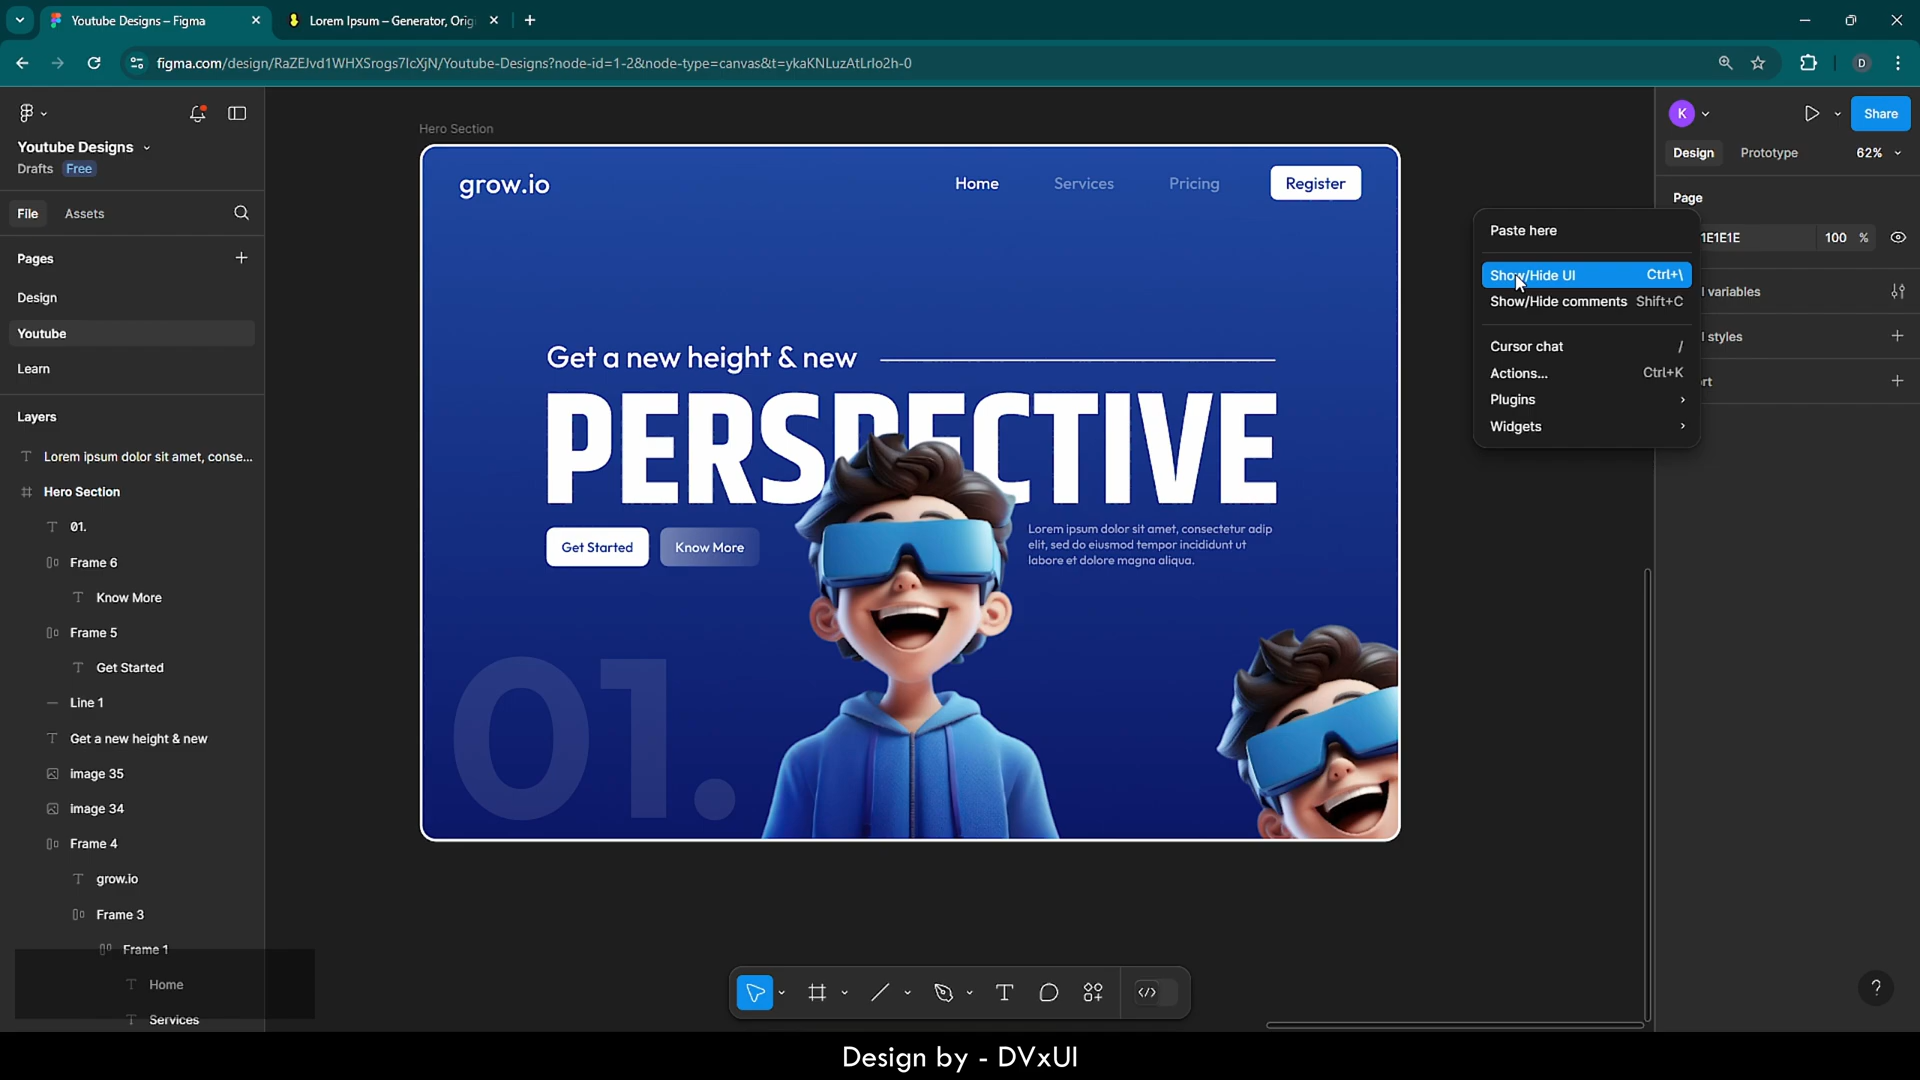 Youtube Designs – Figma
Lorem Ipsum – Generator, Orig
figma.com/design/RaZEJvd1WHXSrogs7lcXjN/Youtube-Designs?node-id=1-2&node-type=canvas&t=ykaKNLuzAtLrlo2h-0
D
Youtube Designs
Drafts Free
File Assets
Pages
Design
Youtube
Learn
Layers
Lorem ipsum dolor sit amet, conse...
Hero Section
01.
Frame 6
Know More
Frame 5
Get Started
Line 1
Get a new height & new
image 35
image 34
Frame 4
grow.io
Frame 3
Frame 1
Home
Services
Hero Section
grow.io
Home Services Pricing Register
Get a new height & new
PERSPECTIVE
Get Started Know More
Lorem ipsum dolor sit amet, consectetur adip
elit, sed do eiusmod tempor incididunt ut
labore et dolore magna aliqua.
01.
Paste here
Show/Hide UI Ctrl+\
Show/Hide comments Shift+C
Cursor chat /
Actions... Ctrl+K
Plugins
Widgets
K
Share
Design Prototype 62%
Page
1E1E1E 100 %
variables
styles
rt
?
Design by - DVxUI